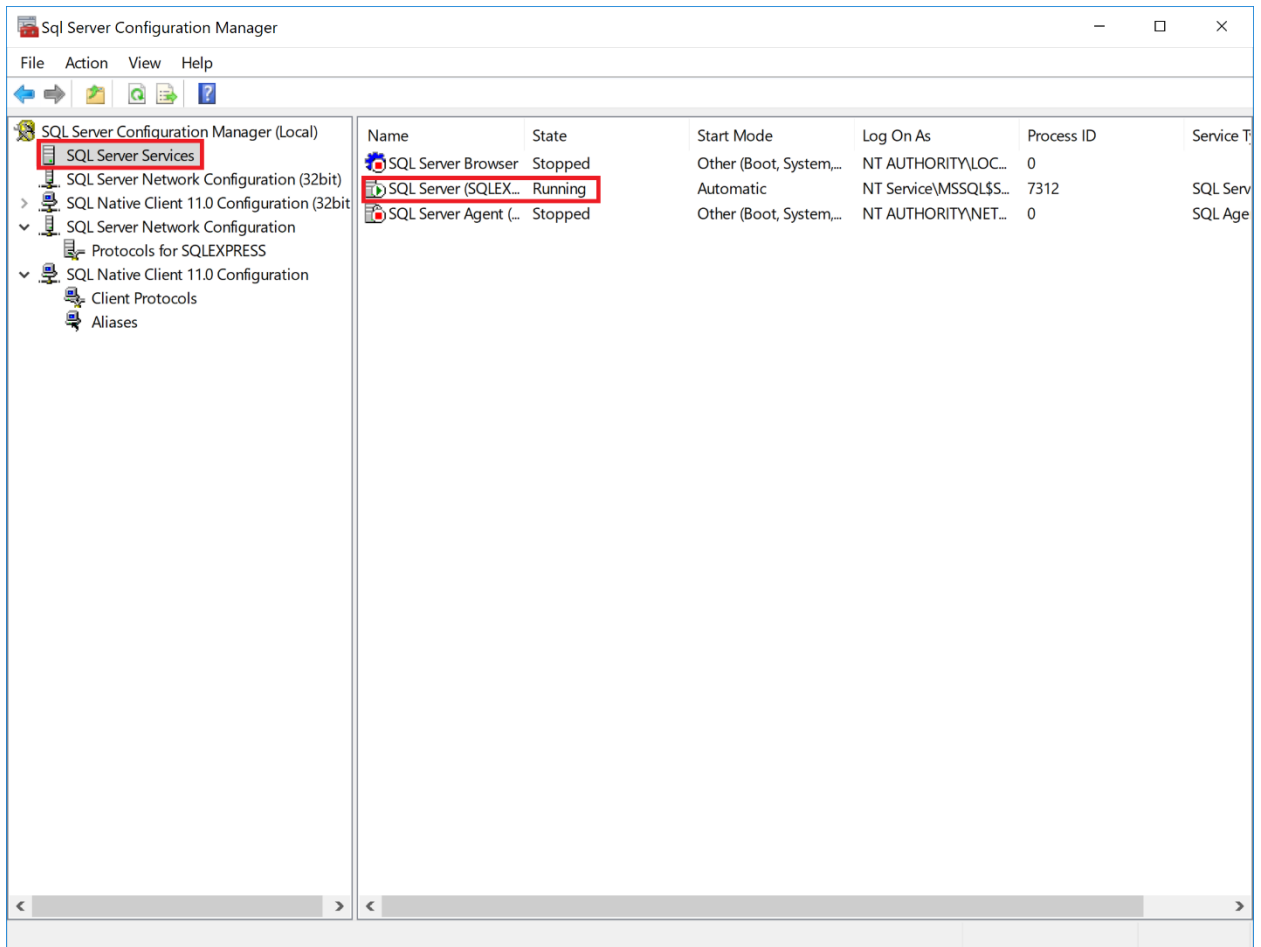 Sql Server Configuration Manager
File Action View Help
SQL Server Configuration Manager (Local)
SQL Server Services
SQL Server Network Configuration (32bit)
SQL Native Client 11.0 Configuration (32bit
SQL Server Network Configuration
Protocols for SQLEXPRESS
SQL Native Client 11.0 Configuration
Client Protocols
Aliases
Name State Start Mode Log On As Process ID Service T
SQL Server Browser Stopped Other (Boot, System,... NT AUTHORITY\LOC... 0
SQL Server (SQLEX... Running Automatic NT Service\MSSQL$S... 7312 SQL Serv
SQL Server Agent (... Stopped Other (Boot, System,... NT AUTHORITY\NET... 0 SQL Age